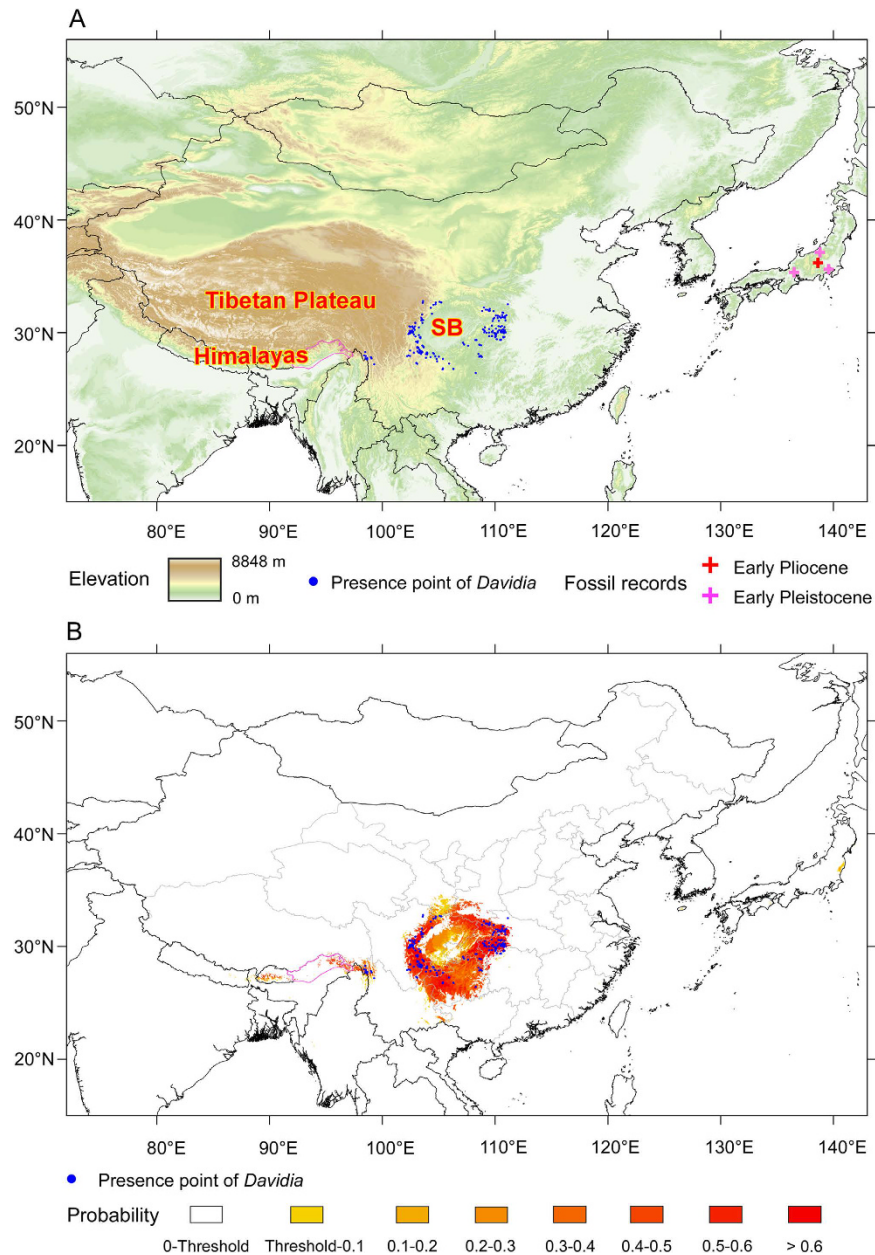 A
50°N
40°N
30°N
20°N
Tibetan Plateau
SB
Himalayas
80°E 90°E 100°E 110°E 120°E 130°E 140°E
Elevation
8848 m
0 m
Presence point of Davidia
Fossil records
Early Pliocene
Early Pleistocene
B
50°N
40°N
30°N
20°N
80°E 90°E 100°E 110°E 120°E 130°E 140°E
Presence point of Davidia
Probability
0-Threshold Threshold-0.1 0.1-0.2 0.2-0.3 0.3-0.4 0.4-0.5 0.5-0.6 > 0.6